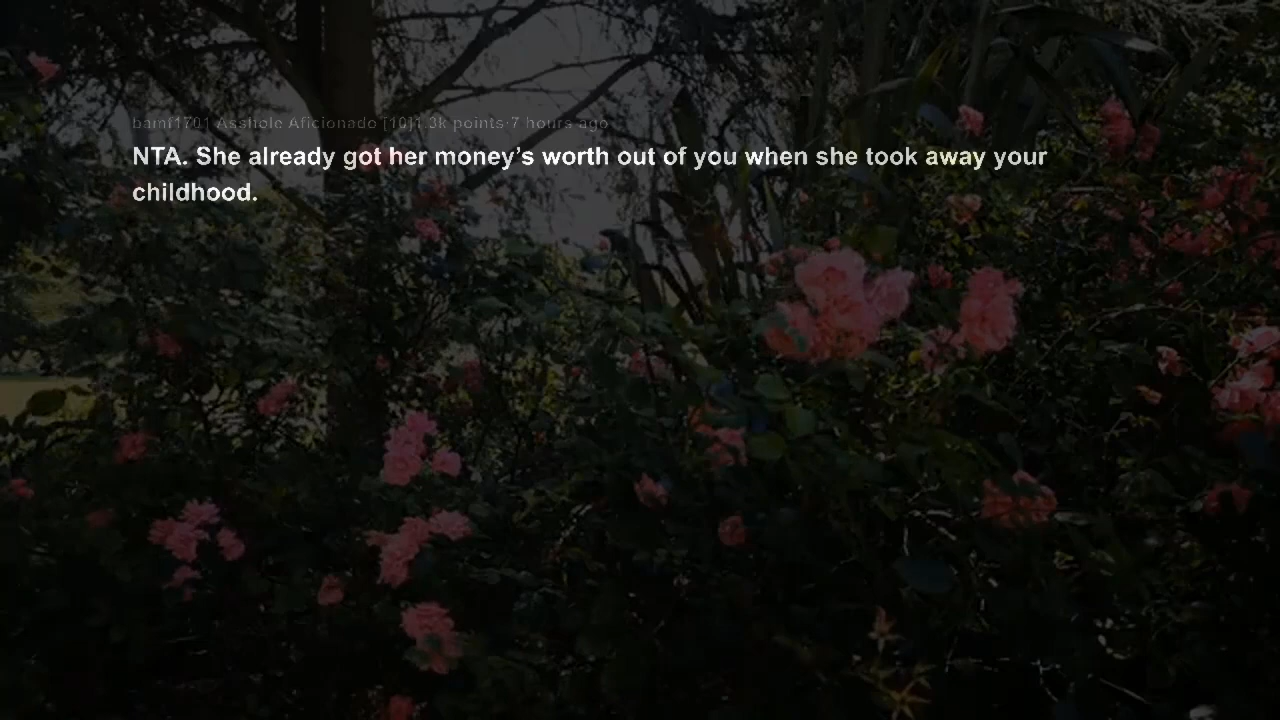 bamf1701 Asshole Aficionado [10]1.3k points·7 hours ago
NTA. She already got her money’s worth out of you when she took away your
childhood.